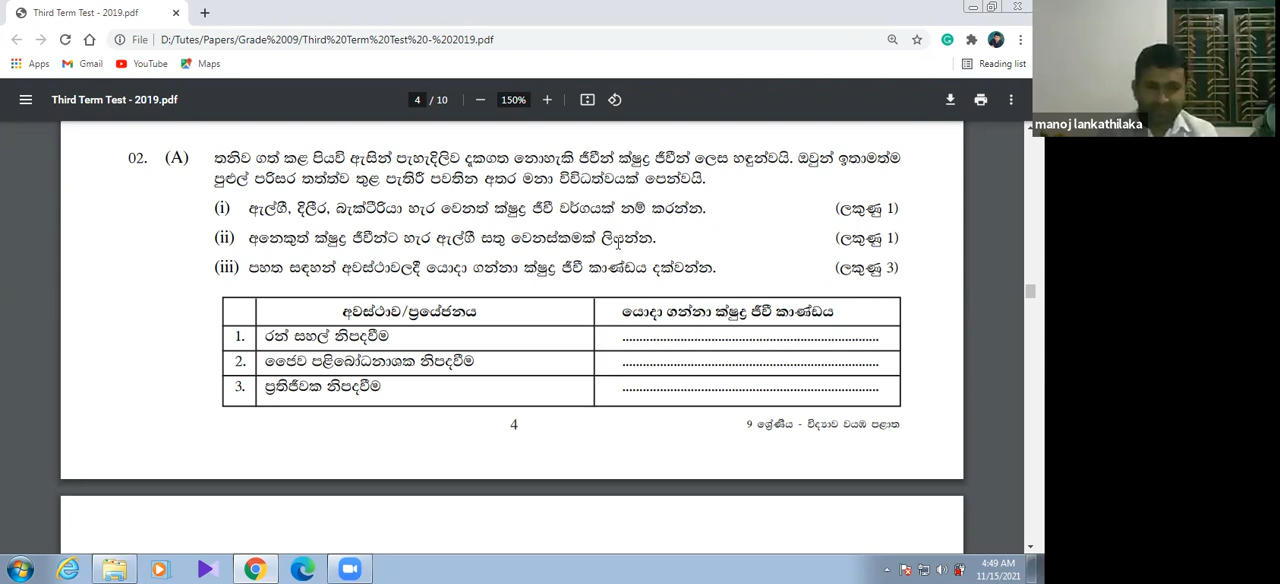 Third Term Test - 2019.pdf
File | D:/Tutes/Papers/Grade%2009/Third%20Term%20Test%20-%202019.pdf
Apps Gmail YouTube Maps Reading list
Third Term Test - 2019.pdf 4 / 10 150%
manoj lankathilaka
02. (A) තනිව ගත් කළ පියවි ඇසින් පැහැදිලිව දැකගත නොහැකි ජීවීන් ක්ෂුද්‍ර ජීවීන් ලෙස හඳුන්වයි. ඔවුන් ඉතාමත්ම
පුළුල් පරිසර තත්ත්ව තුළ පැතිරී පවතින අතර මනා විවිධත්වයක් පෙන්වයි.
(i) ඇල්ගී, දිලීර, බැක්ටීරියා හැර වෙනත් ක්ෂුද්‍ර ජීවී වර්ගයක් නම් කරන්න. (ලකුණු 1)
(ii) අනෙකුත් ක්ෂුද්‍ර ජීවීන්ට හැර ඇල්ගී සතු වෙනස්කමක් ලියන්න. (ලකුණු 1)
(iii) පහත සඳහන් අවස්ථාවලදී යොදා ගන්නා ක්ෂුද්‍ර ජීවී කාණ්ඩය දක්වන්න. (ලකුණු 3)
අවස්ථාව/ප්‍රයෝජනය යොදා ගන්නා ක්ෂුද්‍ර ජීවී කාණ්ඩය
1. රන් සහල් නිපදවීම ................................................................................
2. ජෛව පළිබෝධනාශක නිපදවීම ................................................................................
3. ප්‍රතිජීවක නිපදවීම ................................................................................
4 9 ශ්‍රේණිය - විද්‍යාව වයඹ පළාත
4:49 AM
11/15/2021